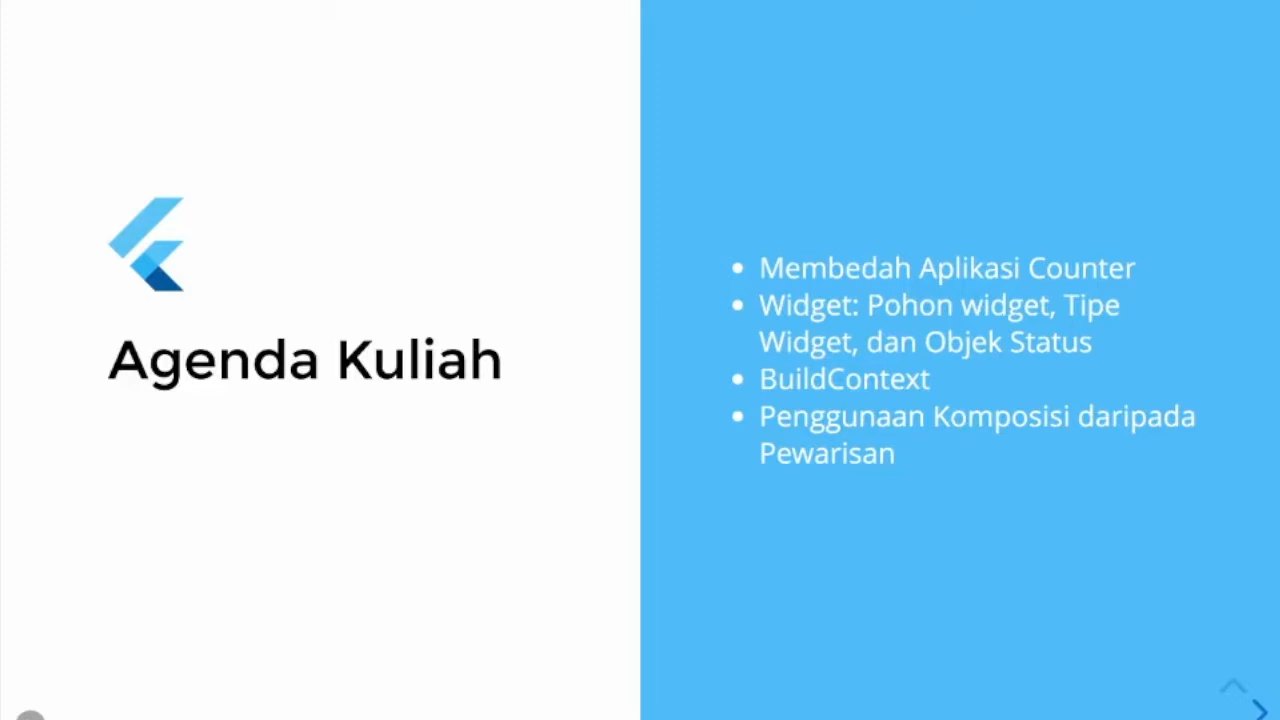 Agenda Kuliah
• Membedah Aplikasi Counter
• Widget: Pohon widget, Tipe
Widget, dan Objek Status
• BuildContext
• Penggunaan Komposisi daripada
Pewarisan